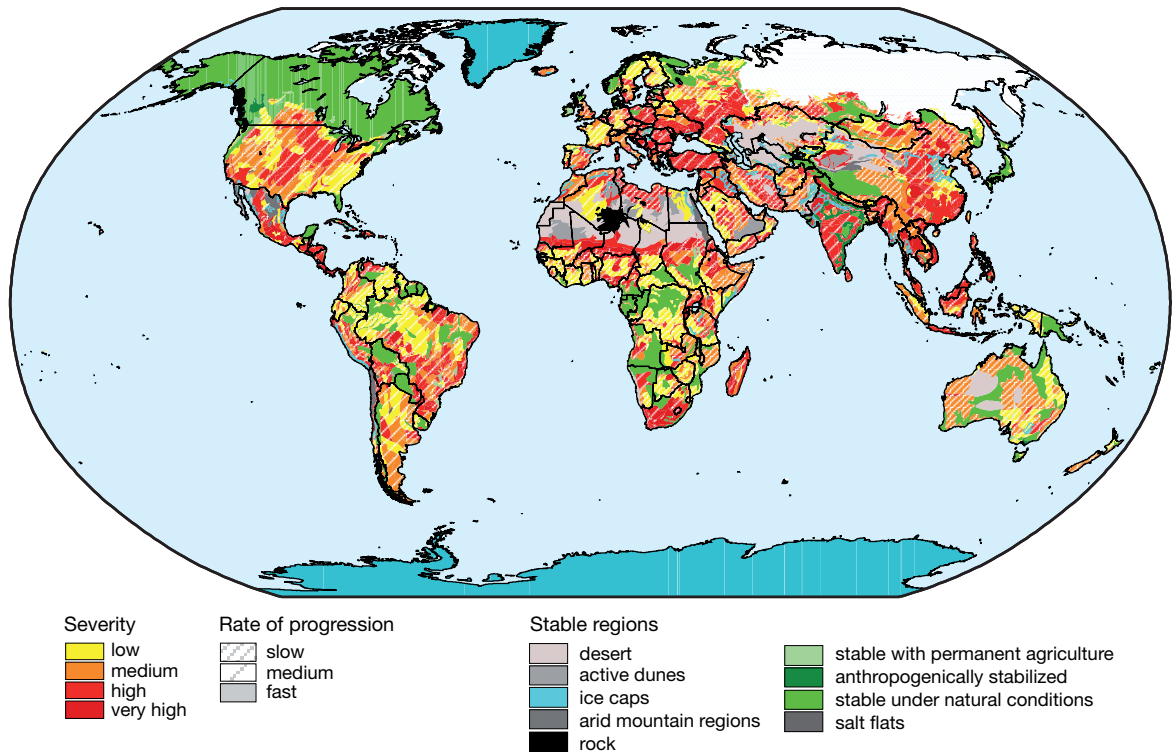 Severity
low
medium
high
very high
Rate of progression
slow
medium
fast
Stable regions
desert
active dunes
ice caps
arid mountain regions
rock
stable with permanent agriculture
anthropogenically stabilized
stable under natural conditions
salt flats